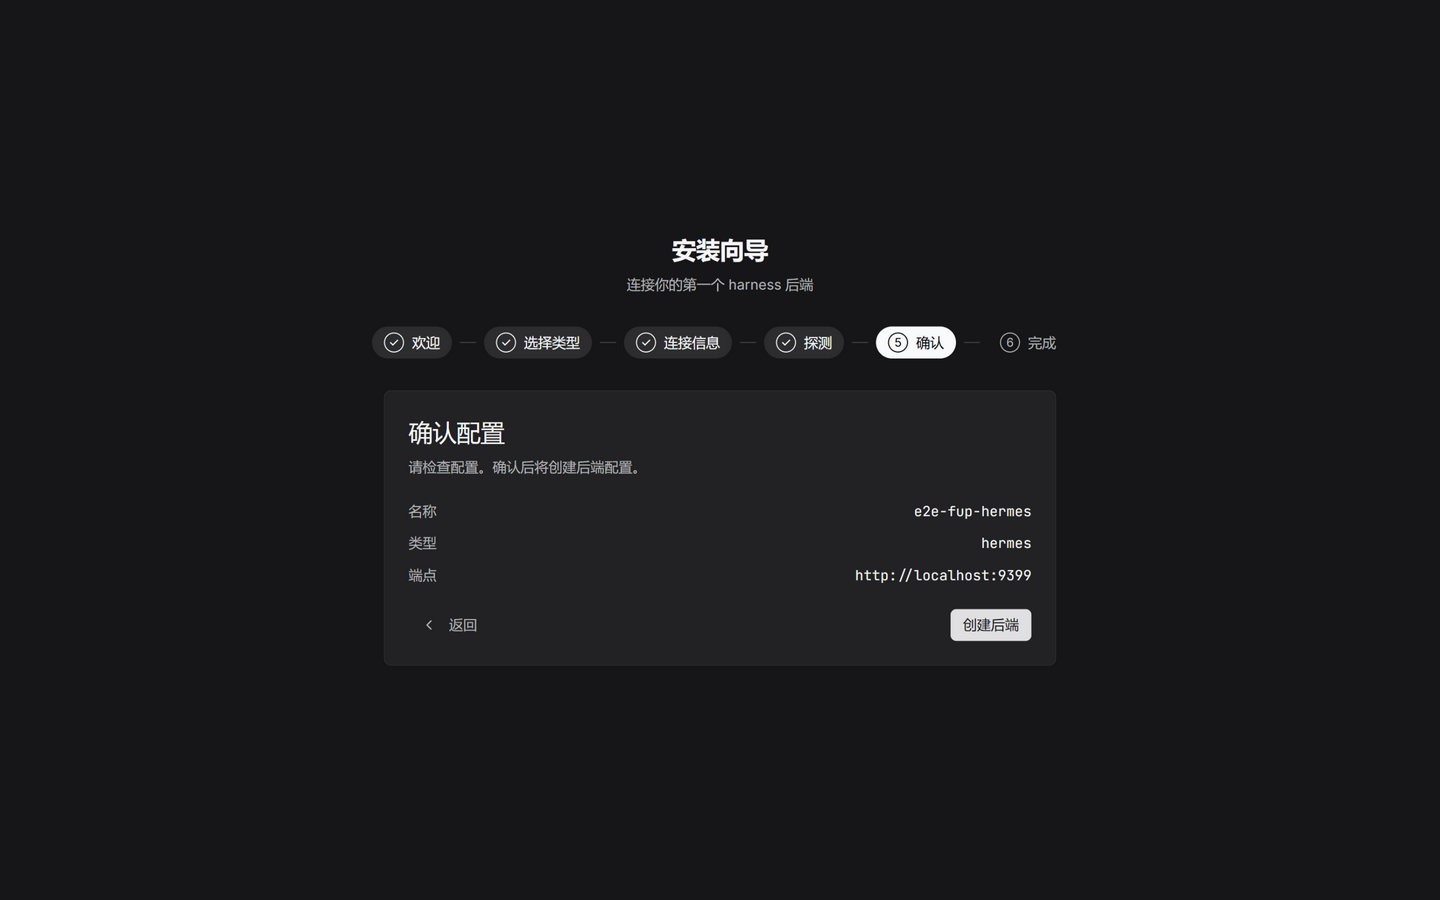 安装向导
连接你的第一个 harness 后端
欢迎 选择类型 连接信息 探测 5 确认 6 完成
确认配置
请检查配置。确认后将创建后端配置。
名称 e2e-fup-hermes
类型 hermes
端点 http://localhost:9399
返回 创建后端